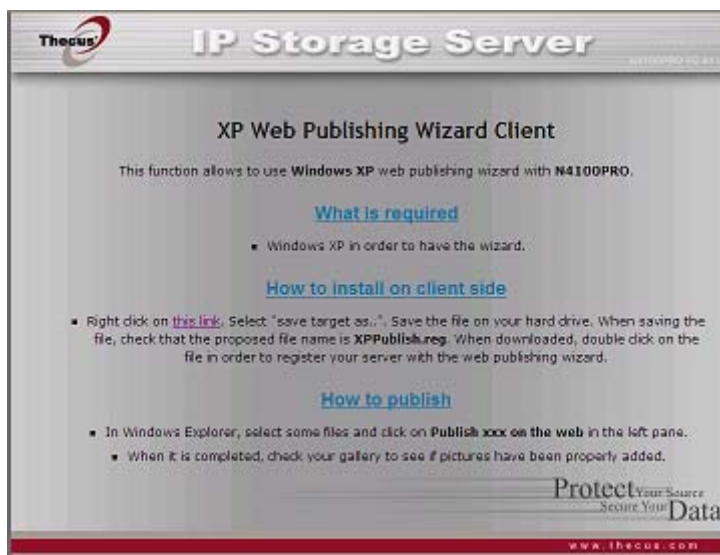 Thecus
IP Storage Server
XP Web Publishing Wizard Client
This function allows to use Windows XP web publishing wizard with N4100PRO.
What is required
▪ Windows XP in order to have the wizard.
How to install on client side
▪ Right click on this link. Select "save target as..". Save the file on your hard drive. When saving the
file, check that the proposed file name is XPPublish.reg. When downloaded, double click on the
file in order to register your server with the web publishing wizard.
How to publish
▪ In Windows Explorer, select some files and click on Publish xxx on the web in the left pane.
▪ When it is completed, check your gallery to see if pictures have been properly added.
Protect Your Source
Secure Your Data
www.thecus.com